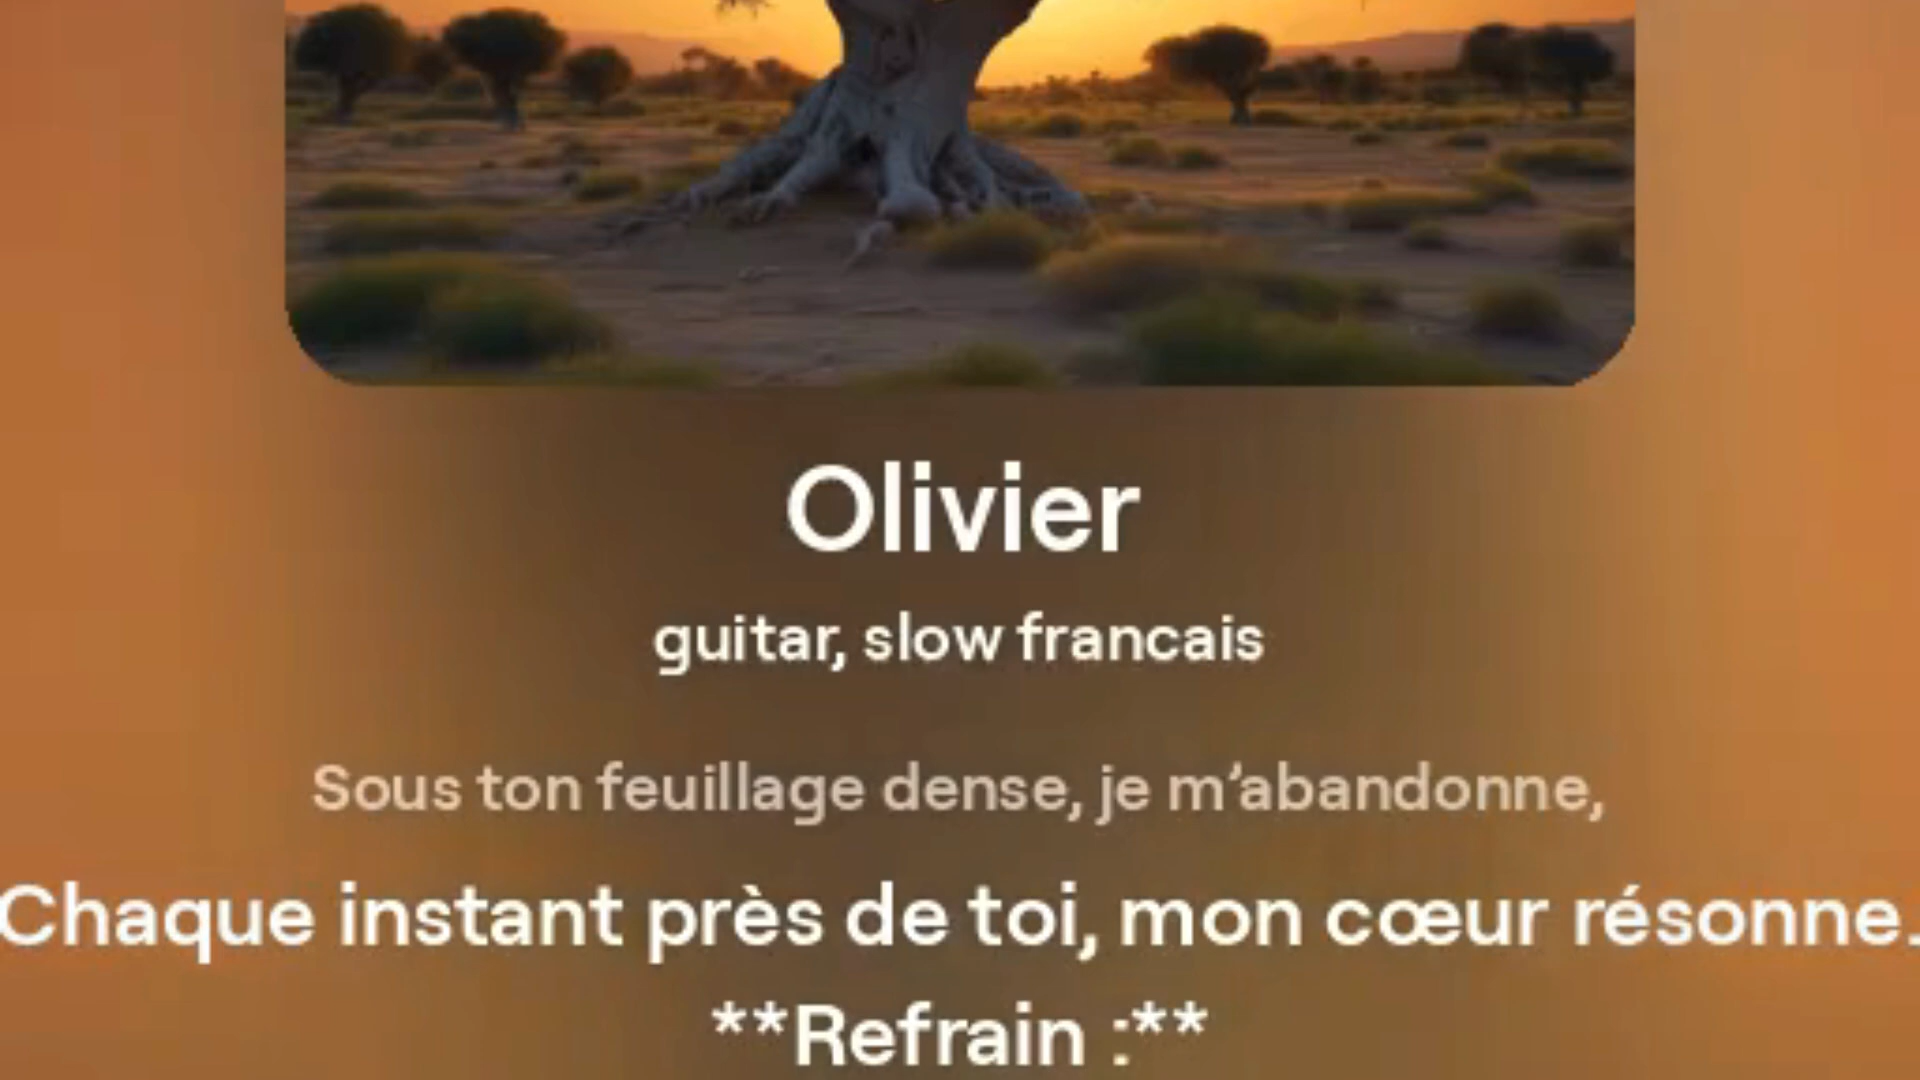 Olivier
guitar, slow francais
Sous ton feuillage dense, je m’abandonne,
Chaque instant près de toi, mon cœur résonne.
**Refrain :**